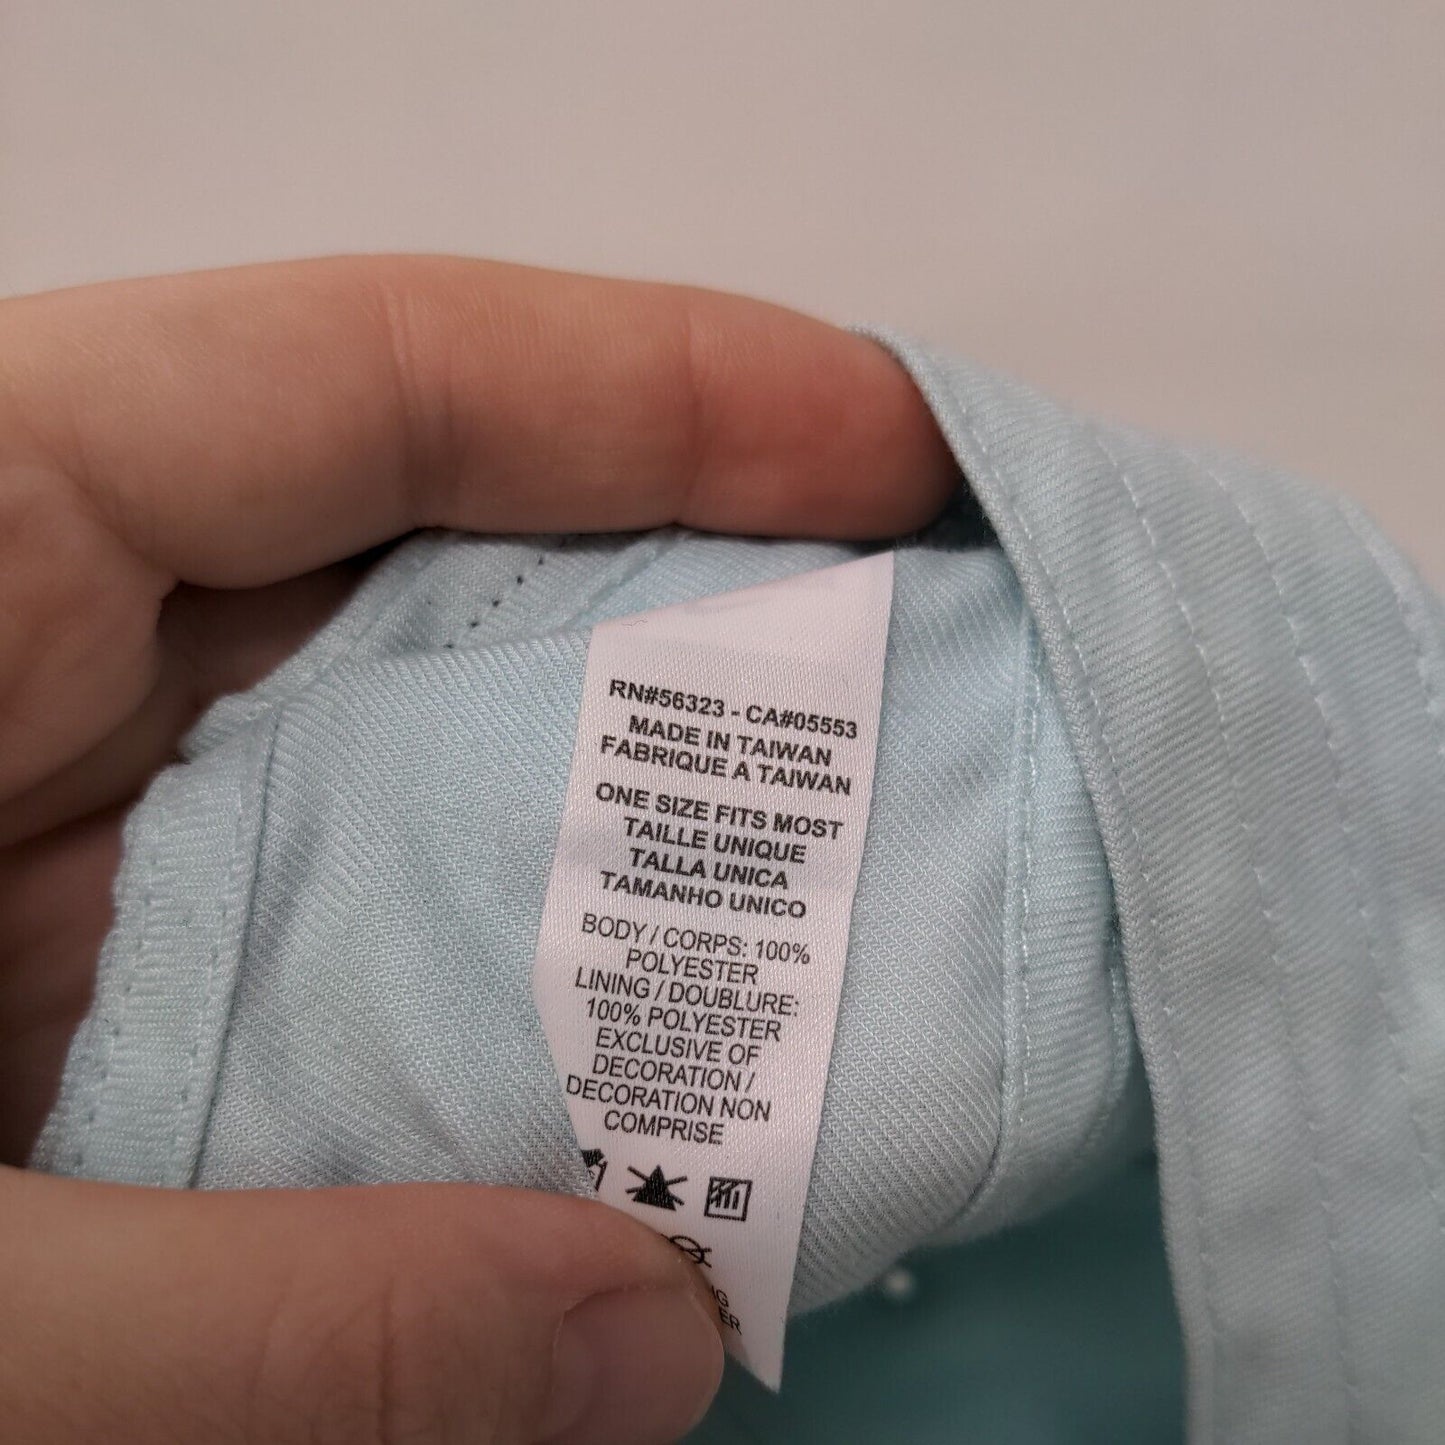 RN#56323 - CA#05553
MADE IN TAIWAN
FABRIQUE A TAIWAN
ONE SIZE FITS MOST
TAILLE UNIQUE
TALLA UNICA
TAMANHO UNICO
BODY / CORPS: 100%
POLYESTER
LINING / DOUBLURE:
100% POLYESTER
EXCLUSIVE OF
DECORATION /
DECORATION NON
COMPRISE